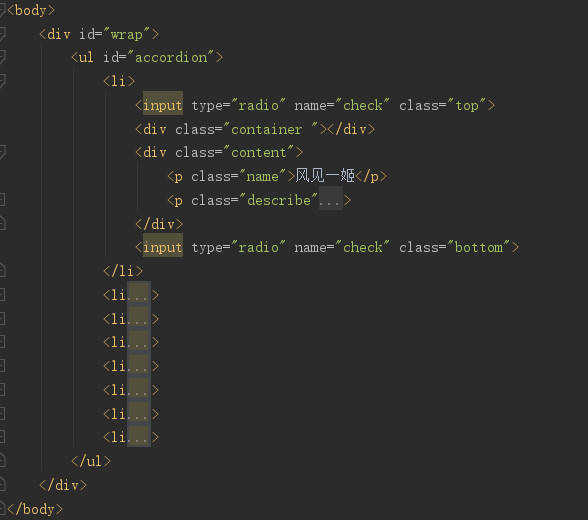 <body>
<div id="wrap">
<ul id="accordion">
<li>
<input type="radio" name="check" class="top">
<div class="container "></div>
<div class="content">
<p class="name">风见一姬</p>
<p class="describe"...>
</div>
<input type="radio" name="check" class="bottom">
</li>
<li...>
<li...>
<li...>
<li...>
<li...>
<li...>
<li...>
</ul>
</div>
</body>